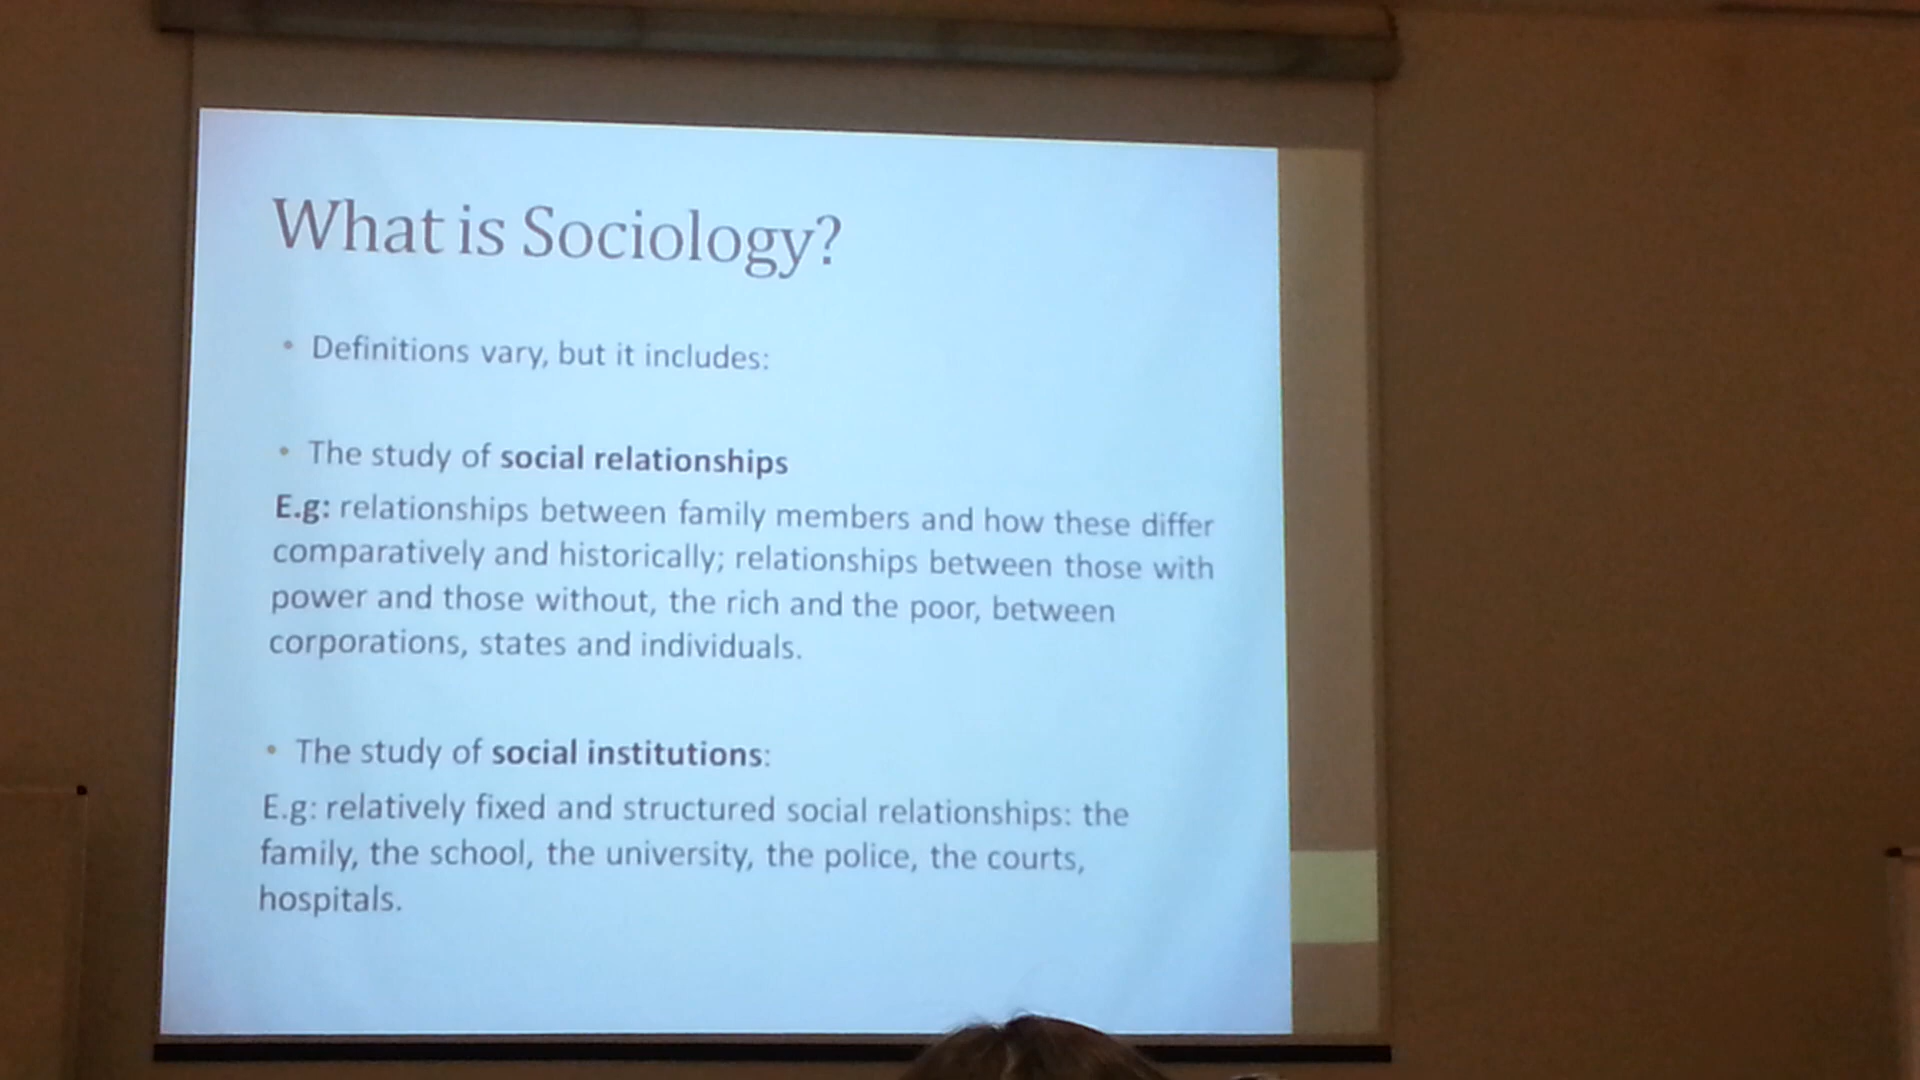 What is Sociology?
• Definitions vary, but it includes:
• The study of social relationships
E.g: relationships between family members and how these differ
comparatively and historically; relationships between those with
power and those without, the rich and the poor, between
corporations, states and individuals.
• The study of social institutions:
E.g: relatively fixed and structured social relationships: the
family, the school, the university, the police, the courts,
hospitals.